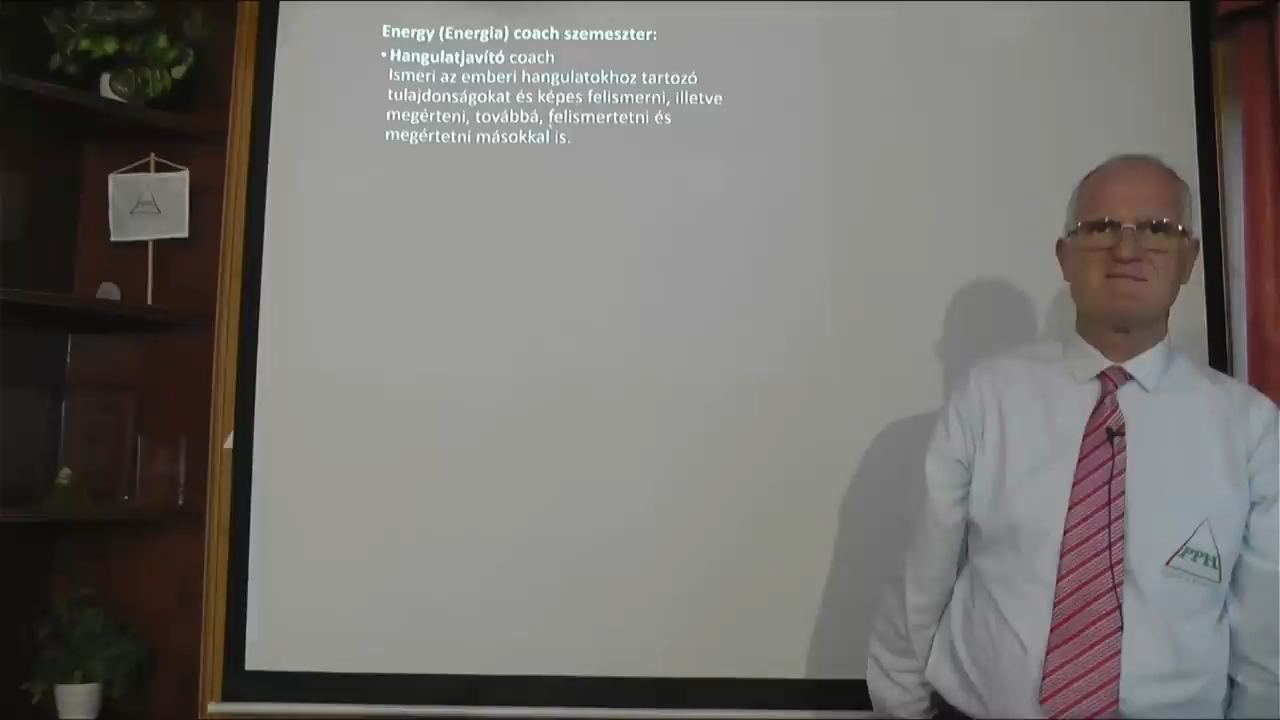 Energy (Energia) coach szemeszter:
• Hangulatjavító coach
Ismeri az emberi hangulatokhoz tartozó
tulajdonságokat és képes felismerni, illetve
megérteni, továbbá, felismertetni és
megértetni másokkal is.
PPH